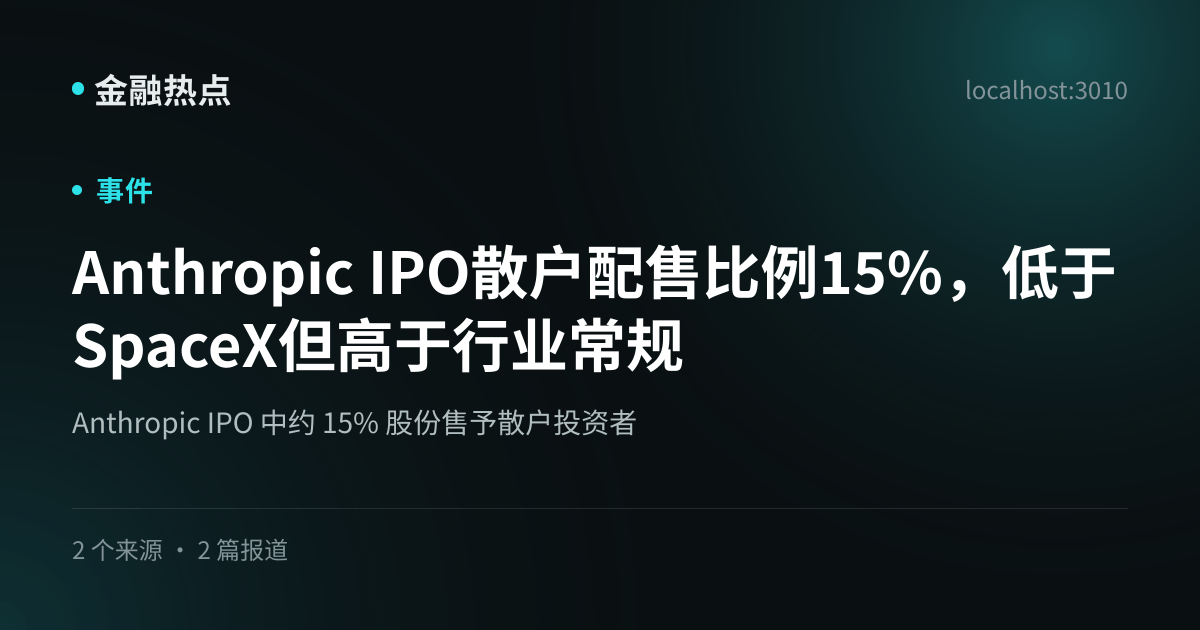 金融热点
localhost:3010
事件
Anthropic IPO散户配售比例15%，低于
SpaceX但高于行业常规
Anthropic IPO 中约 15% 股份售予散户投资者
2 个来源 · 2 篇报道